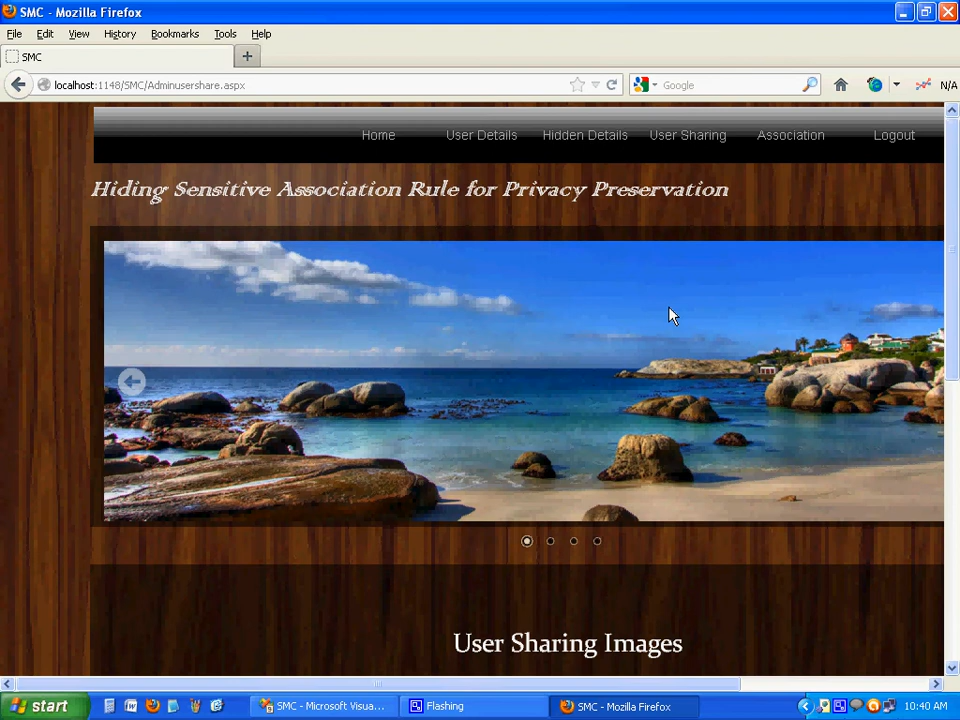 SMC - Mozilla Firefox
File Edit View History Bookmarks Tools Help
SMC
localhost:1148/SMC/Adminusershare.aspx
Google
N/A
Home User Details Hidden Details User Sharing Association Logout
Hiding Sensitive Association Rule for Privacy Preservation
User Sharing Images
start
SMC - Microsoft Visua...
Flashing
SMC - Mozilla Firefox
10:40 AM